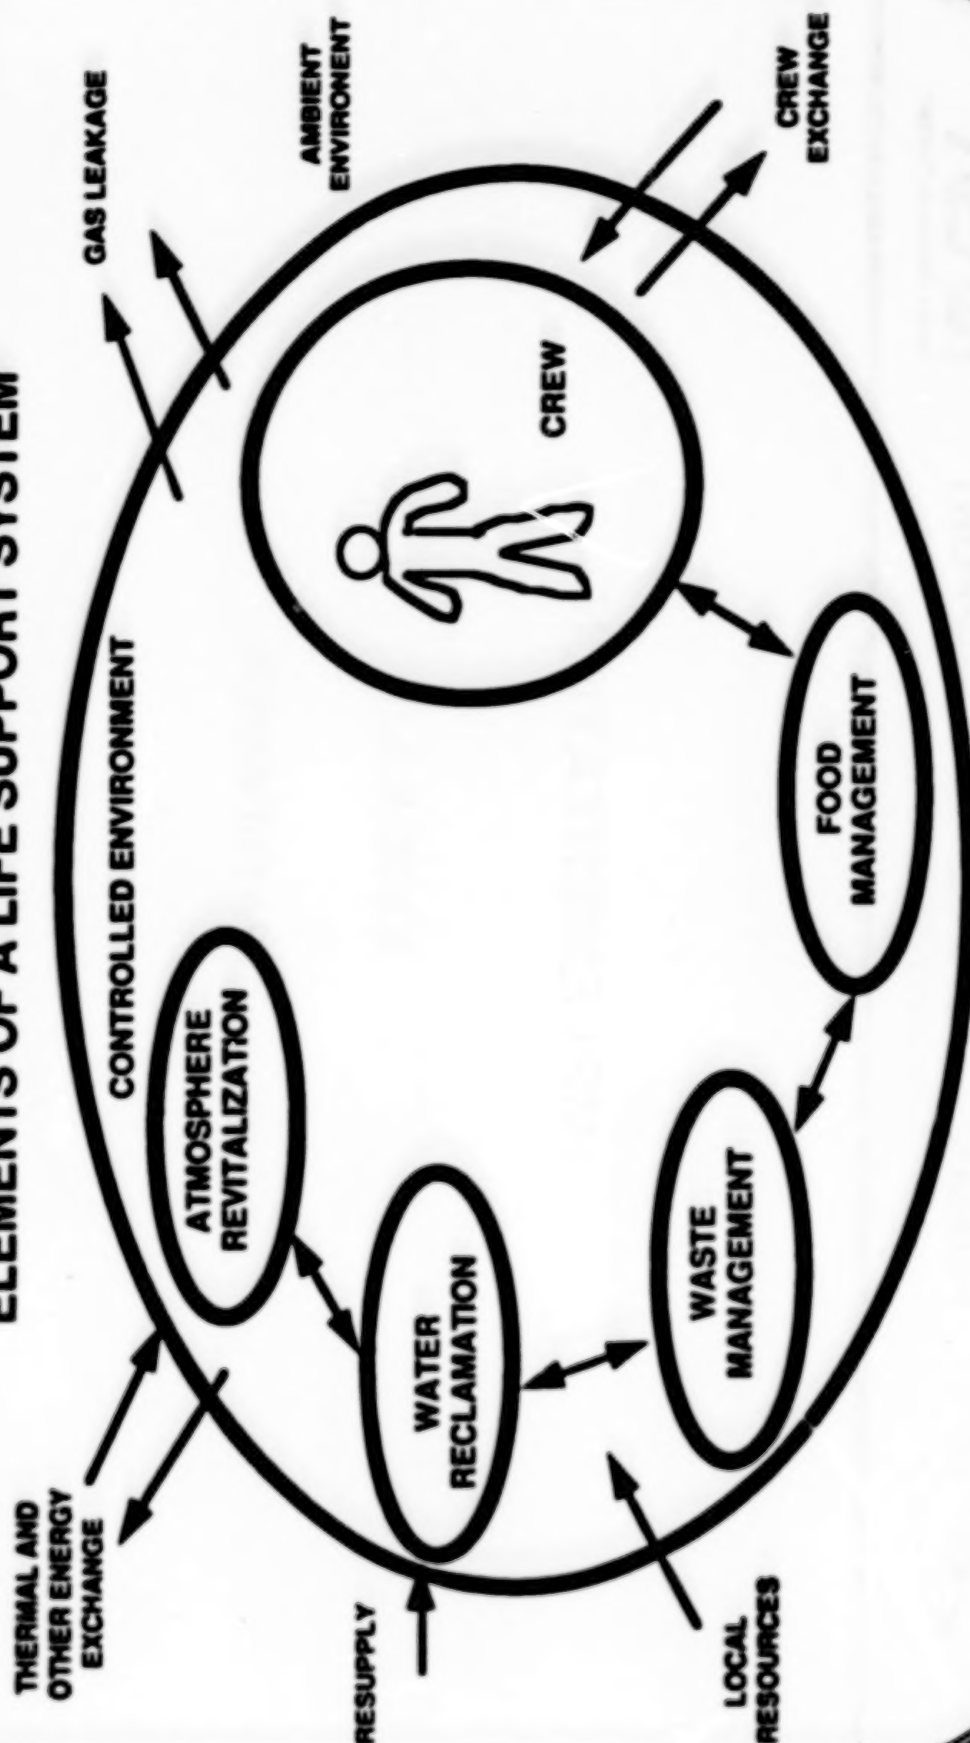 ELEMENTS OF A LIFE SUPPORT SYSTEM
THERMAL AND
OTHER ENERGY
EXCHANGE
GAS LEAKAGE
CONTROLLED ENVIRONMENT
AMBIENT
ENVIRONENT
ATMOSPHERE
REVITALIZATION
RESUPPLY
WATER
RECLAMATION
CREW
WASTE
MANAGEMENT
FOOD
MANAGEMENT
LOCAL
RESOURCES
CREW
EXCHANGE